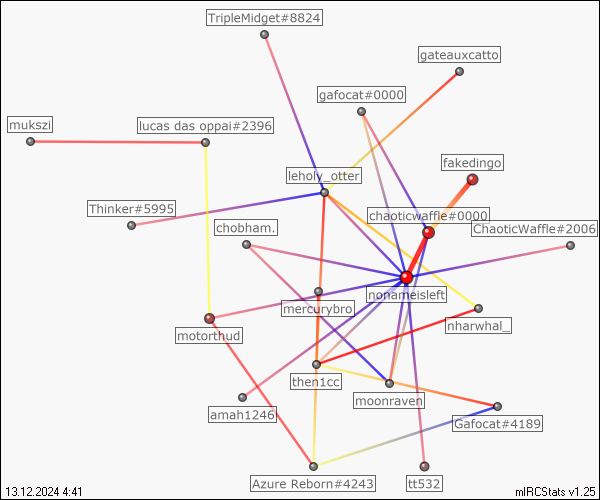 TripleMidget#8824
gateauxcatto
gafocat#0000
mukszi
lucas das oppai#2396
fakedingo
leholy_otter
Thinker#5995
chaoticwaffle#0000
chobham.
ChaoticWaffle#2006
nonameisleft
mercurybro
nharwhal_
motorthud
then1cc
moonraven
amah1246
Gafocat#4189
Azure Reborn#4243
tt532
13.12.2024 4:41
mIRCStats v1.25